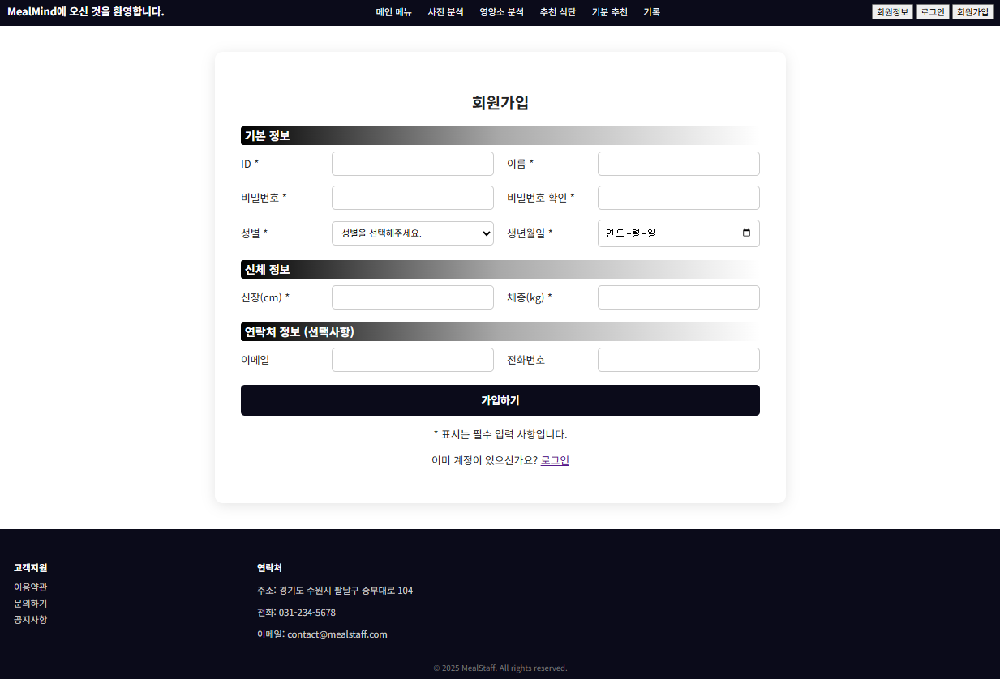 MealMind에 오신 것을 환영합니다. 메인 메뉴 사진 분석 영양소 분석 추천 식단 기분 추천 기록 회원정보 로그인 회원가입
회원가입
기본 정보
ID * 이름 *
비밀번호 * 비밀번호 확인 *
성별 * 성별을 선택해주세요. 생년월일 * 연도-월-일
신체 정보
신장(cm) * 체중(kg) *
연락처 정보 (선택사항)
이메일 전화번호
가입하기
* 표시는 필수 입력 사항입니다.
이미 계정이 있으신가요? 로그인
고객지원
이용약관
문의하기
공지사항
연락처
주소: 경기도 수원시 팔달구 중부대로 104
전화: 031-234-5678
이메일: contact@mealstaff.com
© 2025 MealStaff. All rights reserved.